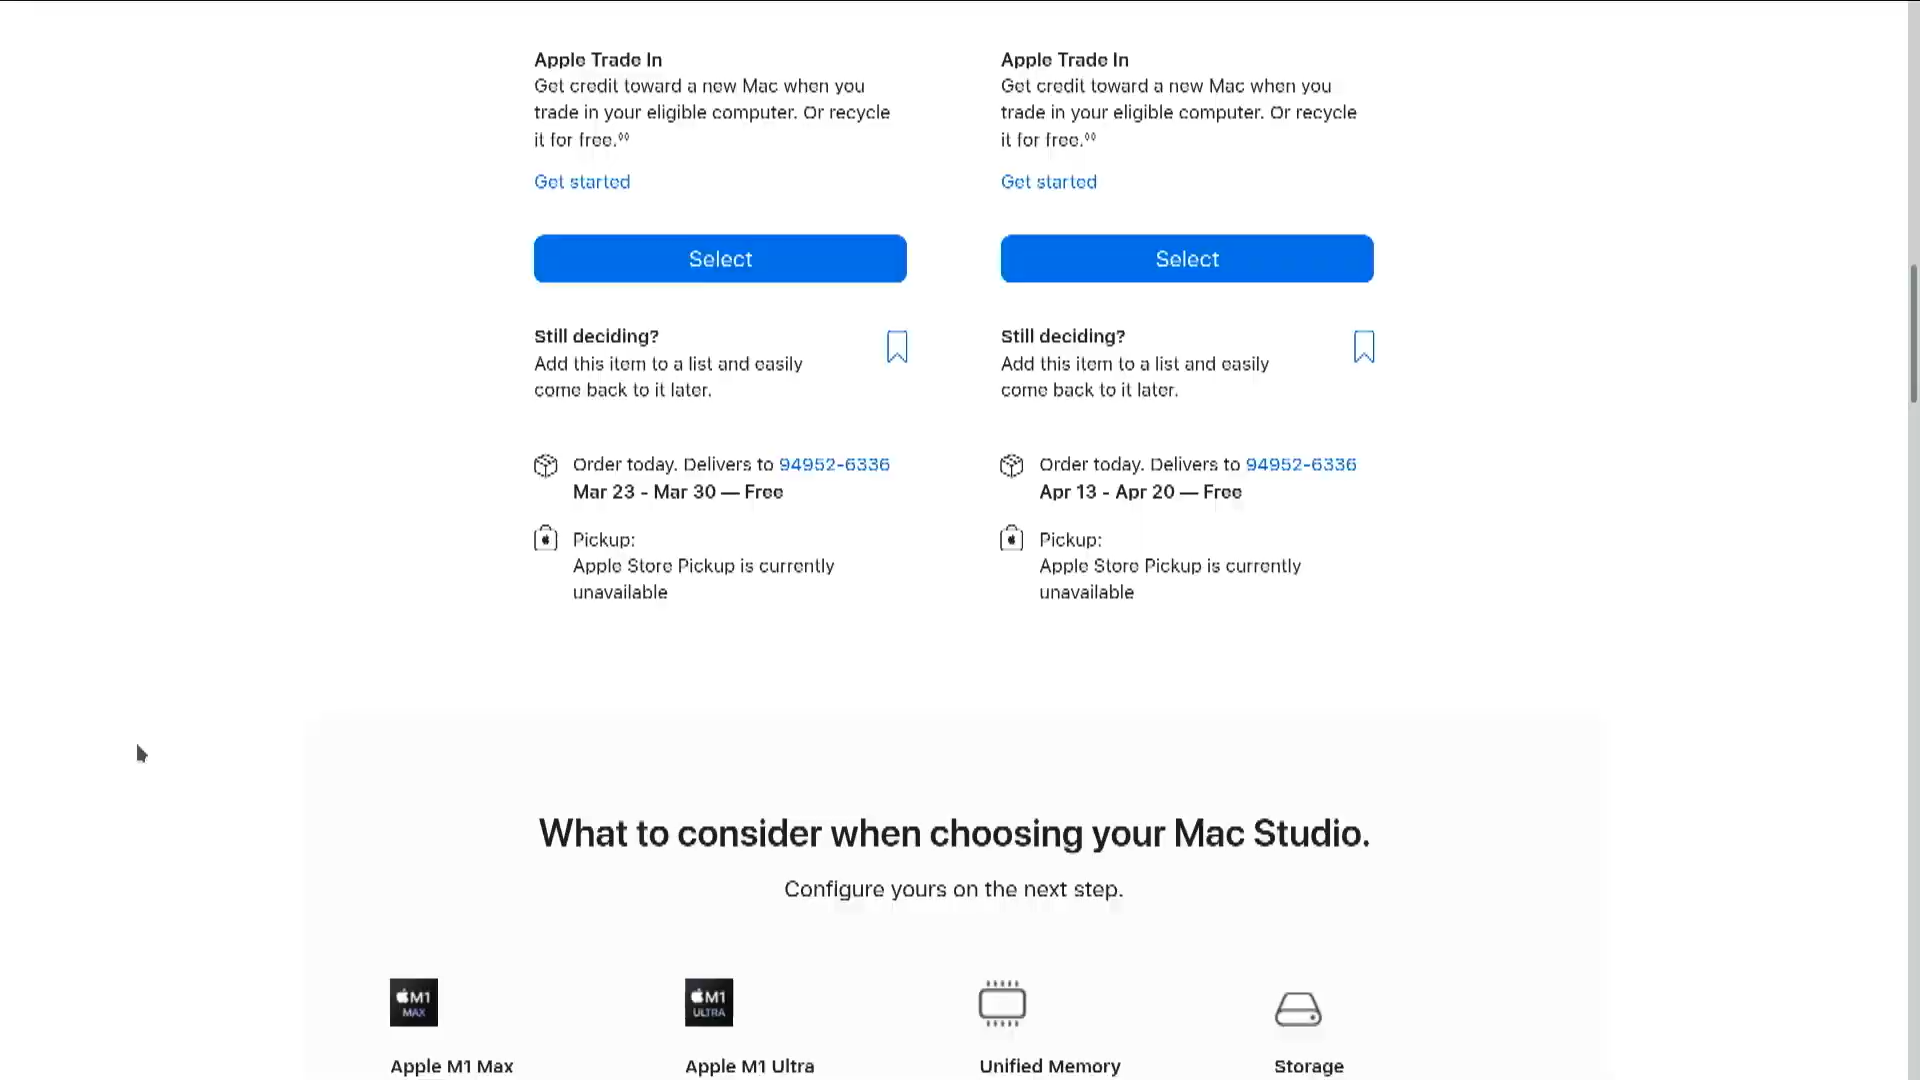 Apple Trade In
Get credit toward a new Mac when you
trade in your eligible computer. Or recycle
it for free.◊◊
Get started
Select
Still deciding?
Add this item to a list and easily
come back to it later.
Order today. Delivers to 94952-6336
Mar 23 - Mar 30 — Free
Pickup:
Apple Store Pickup is currently
unavailable
Apple Trade In
Get credit toward a new Mac when you
trade in your eligible computer. Or recycle
it for free.◊◊
Get started
Select
Still deciding?
Add this item to a list and easily
come back to it later.
Order today. Delivers to 94952-6336
Apr 13 - Apr 20 — Free
Pickup:
Apple Store Pickup is currently
unavailable
What to consider when choosing your Mac Studio.
Configure yours on the next step.
M1
MAX
Apple M1 Max
M1
ULTRA
Apple M1 Ultra
Unified Memory
Storage